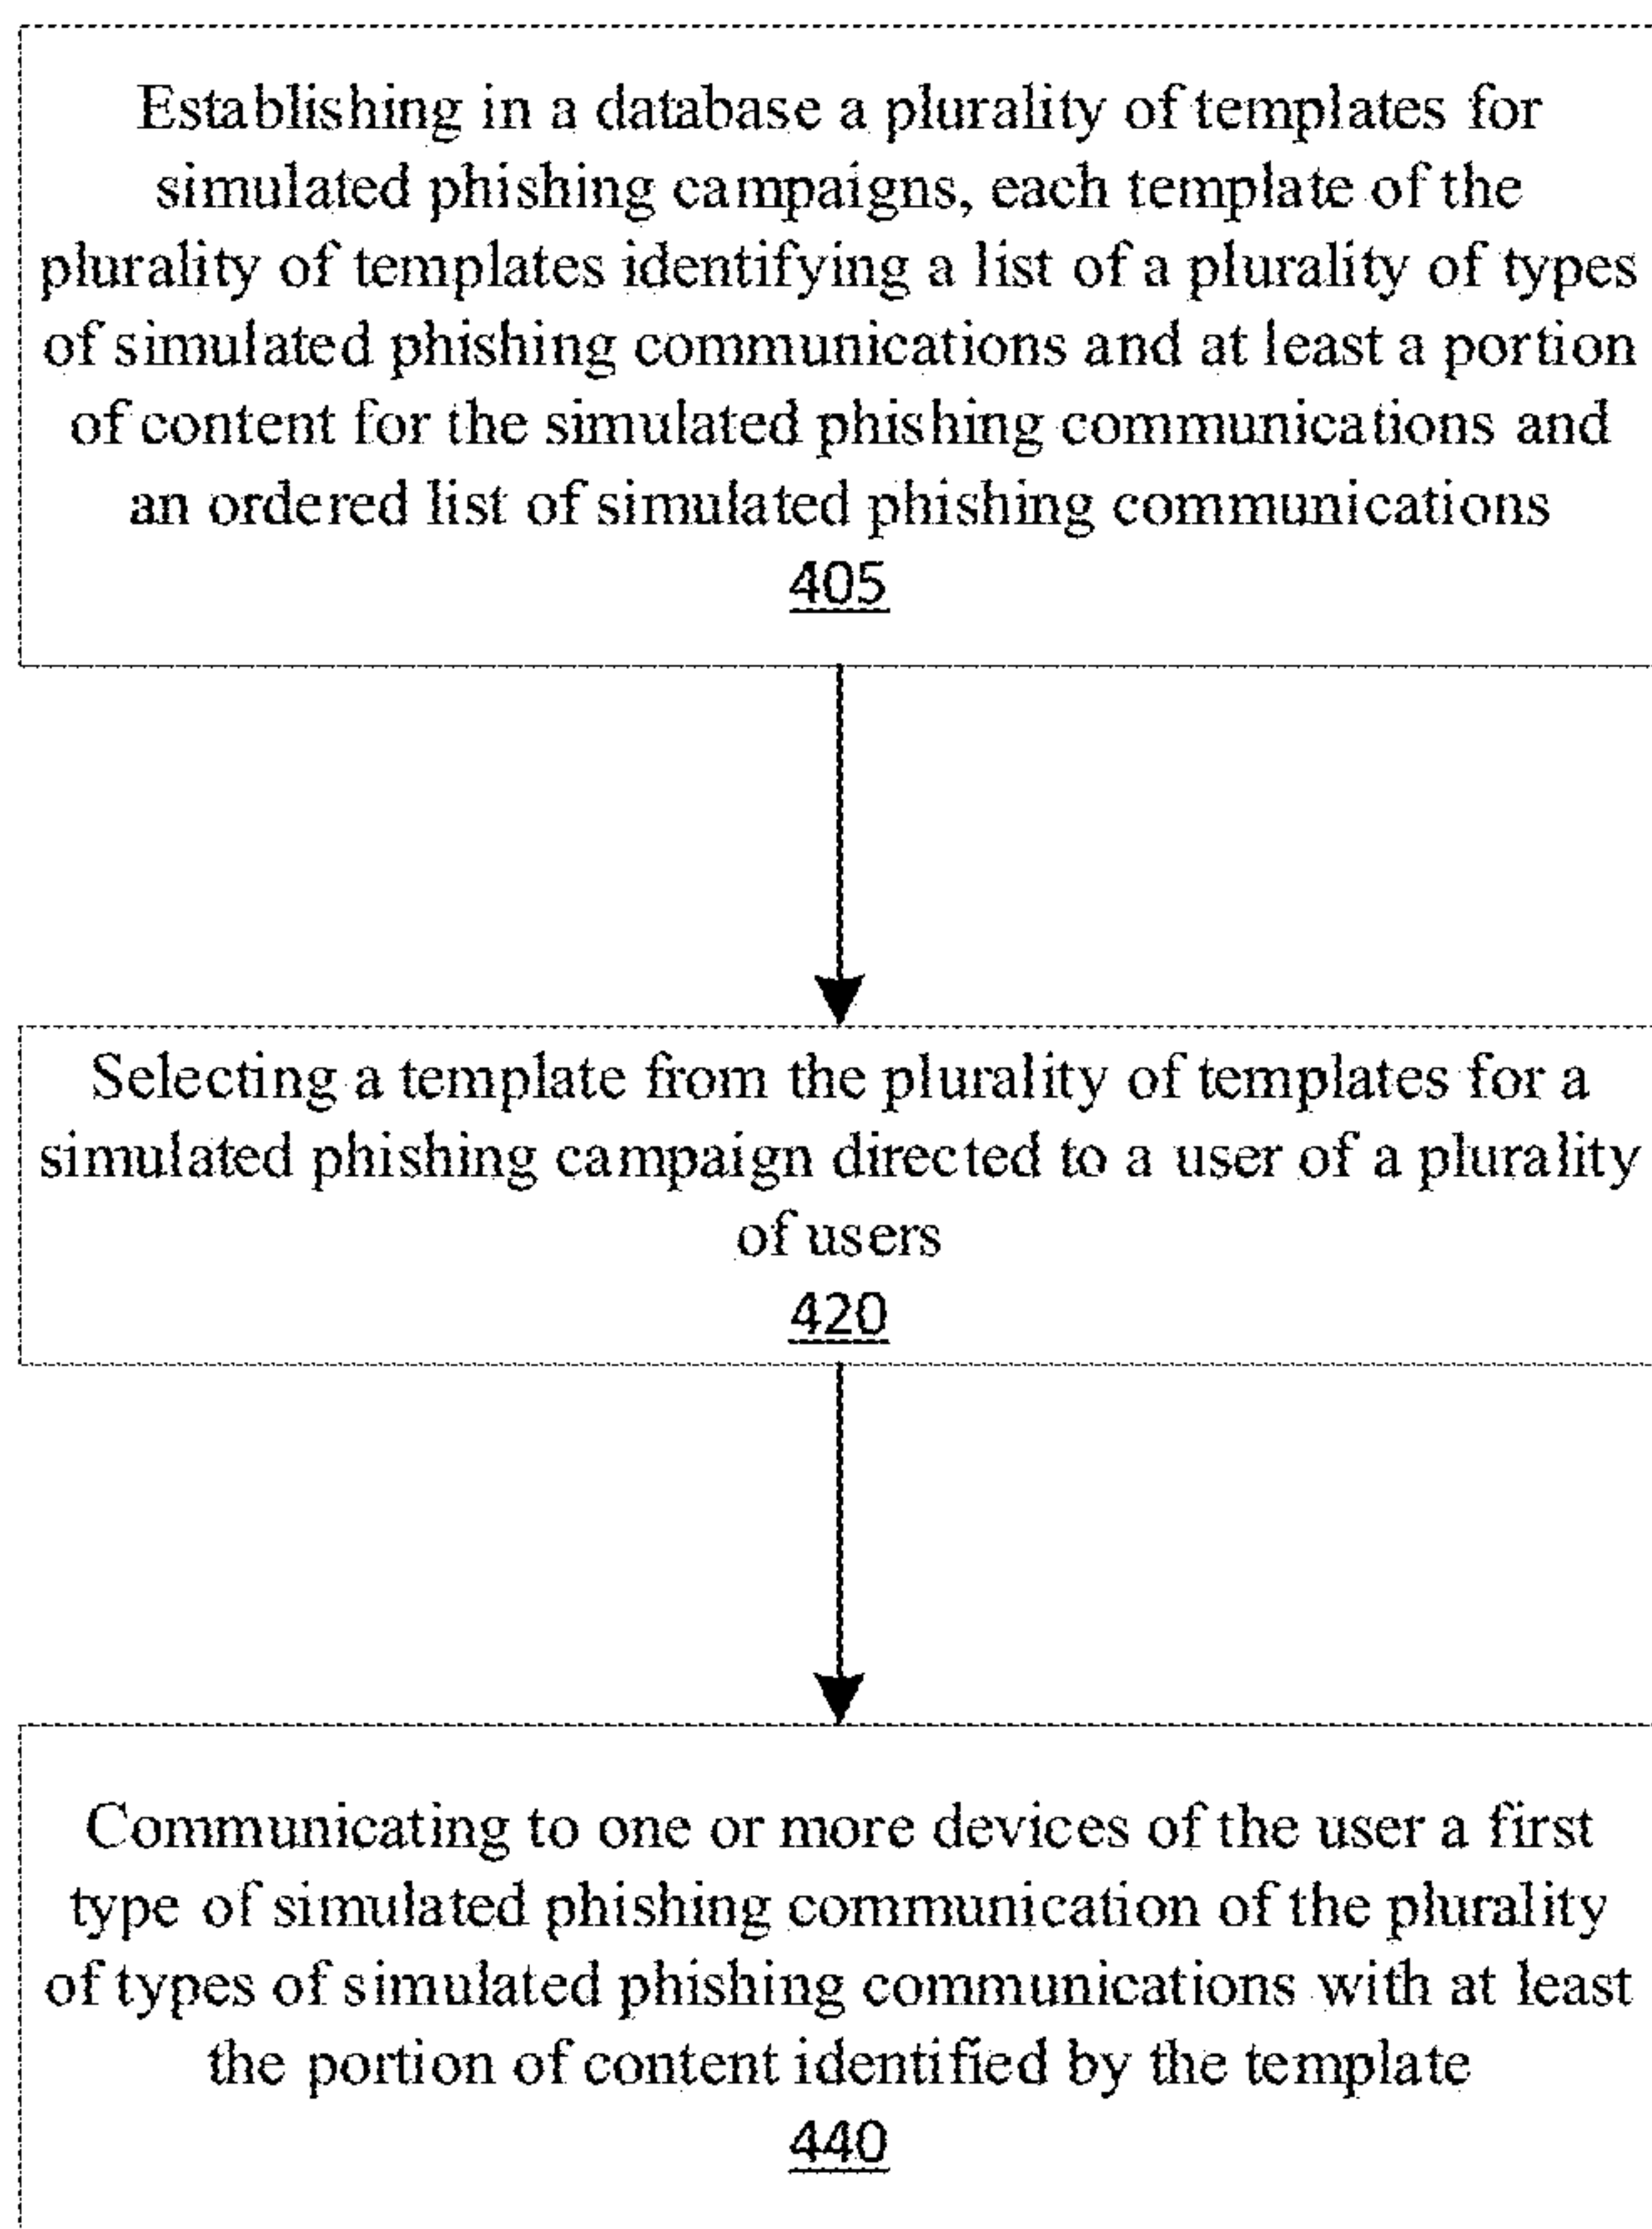 Establishing in a database a plurality of templates for
simulated phishing campaigns, each template of the
plurality of templates identifying a list of a plurality of types
of simulated phishing communications and at least a portion
of content for the simulated phishing communications and
an ordered list of simulated phishing communications
405
Selecting a template from the plurality of templates for a
simulated phishing campaign directed to a user of a plurality
of users
420
Communicating to one or more devices of the user a first
type of simulated phishing communication of the plurality
of types of simulated phishing communications with at least
the portion of content identified by the template
440